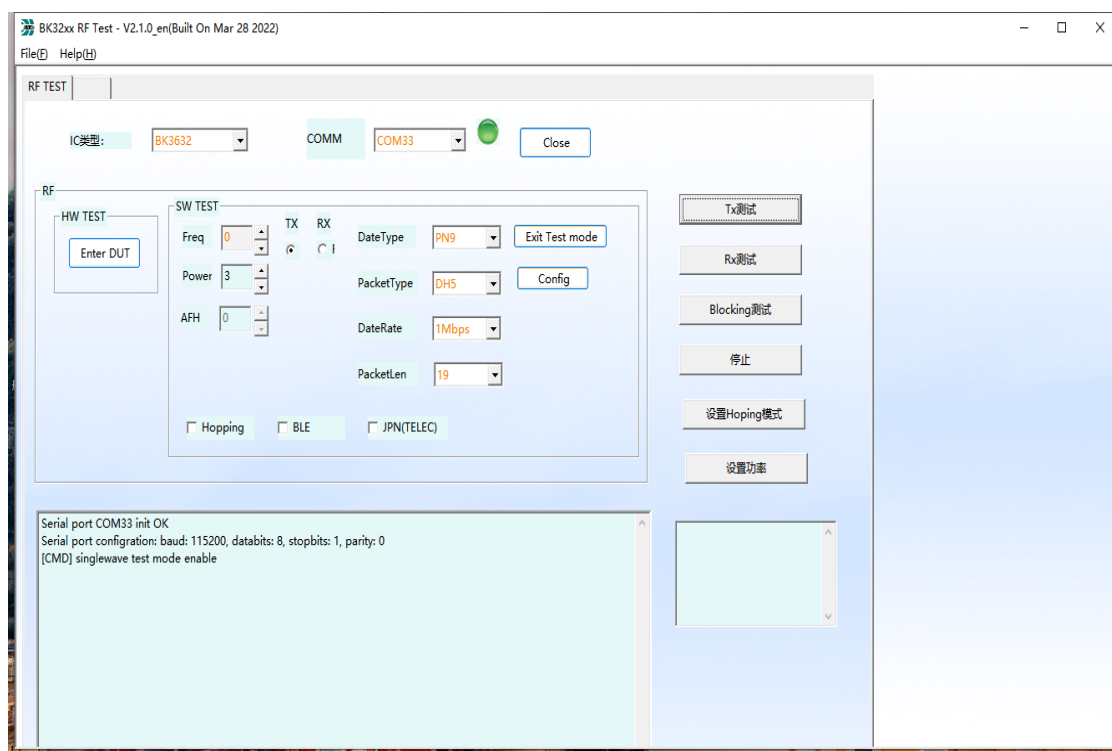 BK32xx RF Test - V2.1.0_en(Built On Mar 28 2022)
File(F) Help(H)
RF TEST
IC类型: BK3632 COMM COM33 Close
RF
HW TEST
Enter DUT
SW TEST
Freq 0 TX RX DateType PN9 Exit Test mode
Power 3 PacketType DH5 Config
AFH 0 DateRate 1Mbps
PacketLen 19
Hopping BLE JPN(TELEC)
Tx测试
Rx测试
Blocking测试
停止
设置Hoping模式
设置功率
Serial port COM33 init OK
Serial port configration: baud: 115200, databits: 8, stopbits: 1, parity: 0
[CMD] singlewave test mode enable